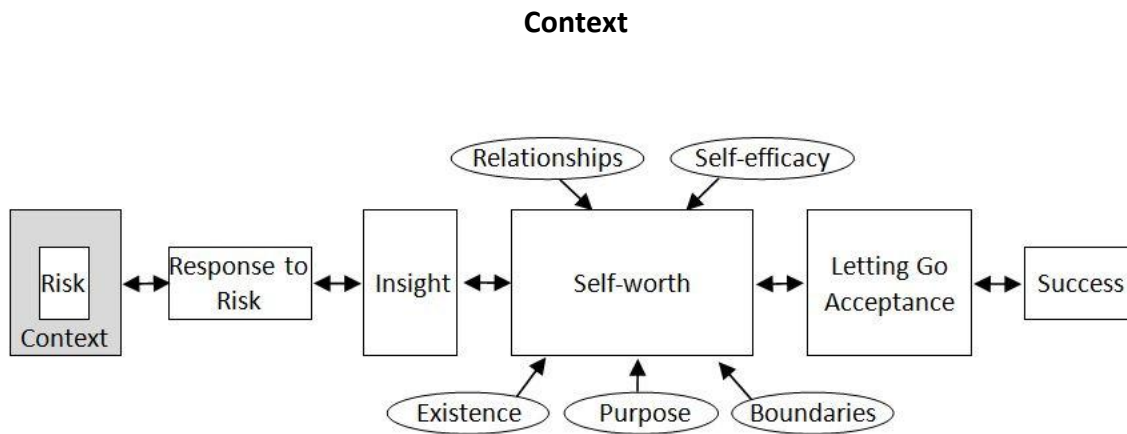 Context
Relationships
Self-efficacy
Risk
Context
Response to
Risk
Insight
Self-worth
Letting Go
Acceptance
Success
Existence
Purpose
Boundaries